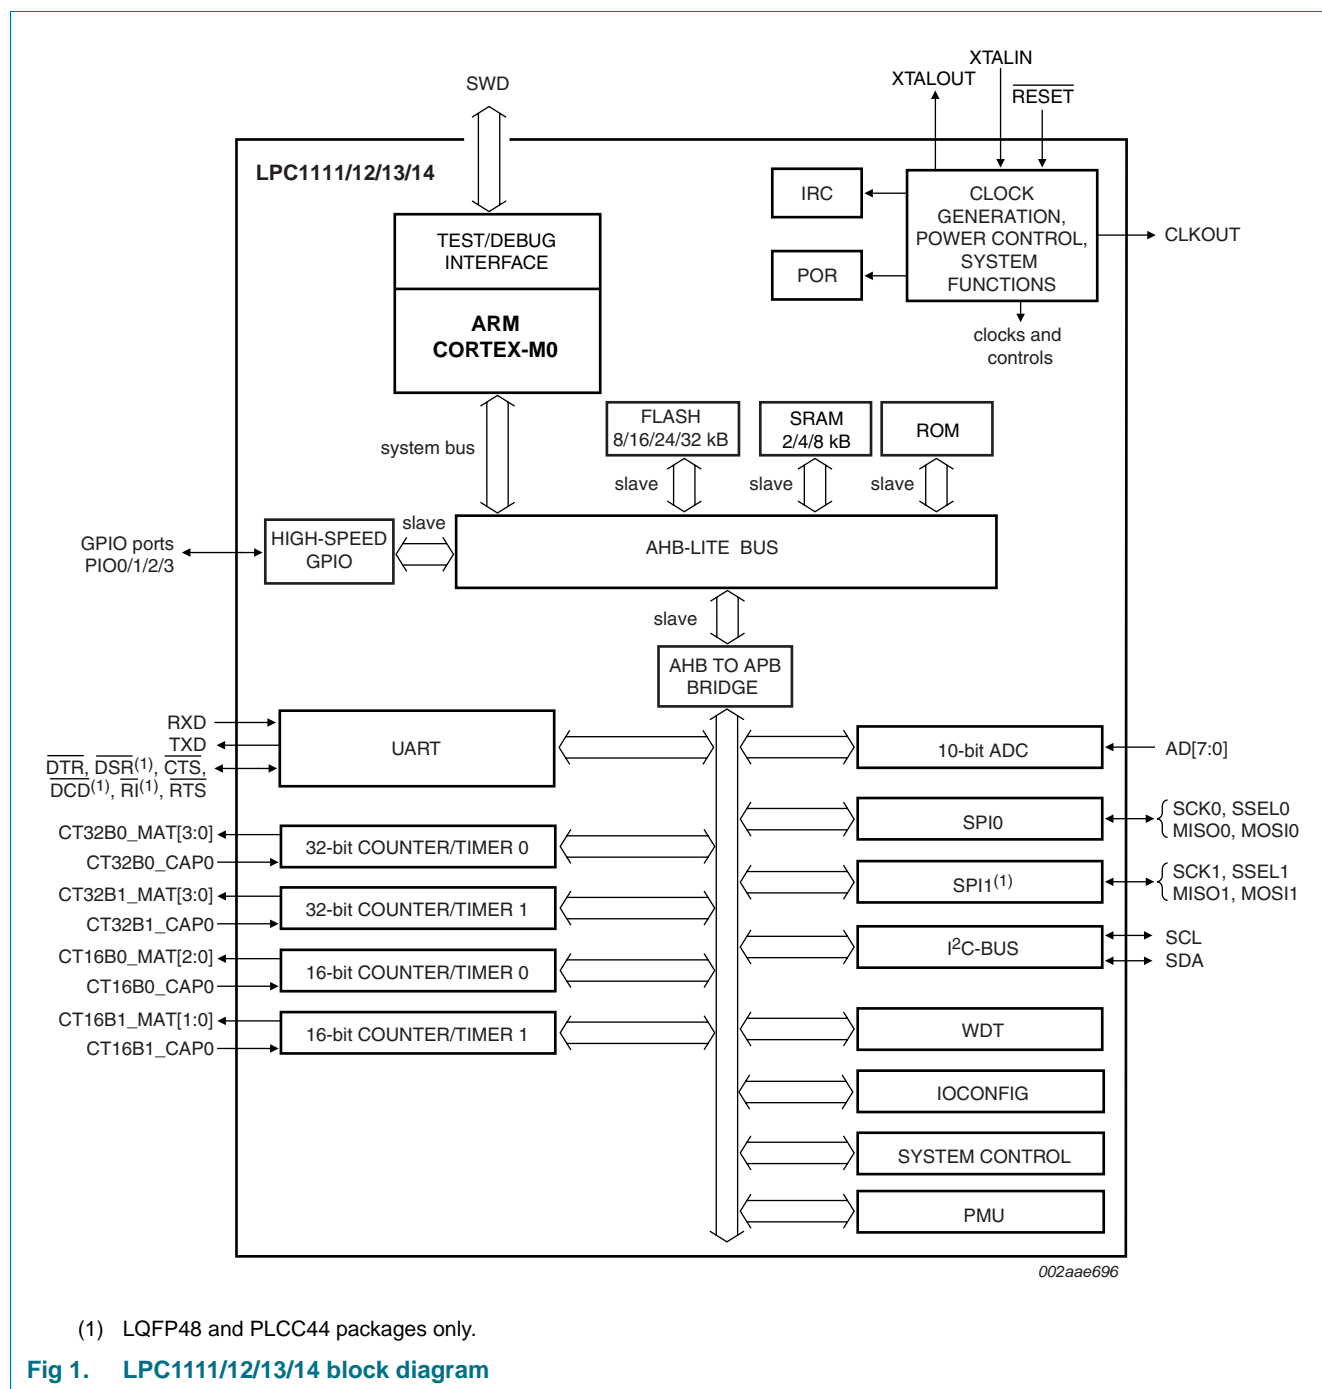 XTALIN
XTALOUT
RESET
SWD
LPC1111/12/13/14
IRC
POR
CLOCK
GENERATION,
POWER CONTROL,
SYSTEM
FUNCTIONS
CLKOUT
clocks and
controls
TEST/DEBUG
INTERFACE
ARM
CORTEX-M0
system bus
FLASH
8/16/24/32 kB
SRAM
2/4/8 kB
ROM
slave
slave
slave
GPIO ports
PIO0/1/2/3
HIGH-SPEED
GPIO
slave
AHB-LITE BUS
slave
AHB TO APB
BRIDGE
RXD
TXD
DTR, DSR(1), CTS,
DCD(1), RI(1), RTS
UART
10-bit ADC
AD[7:0]
CT32B0_MAT[3:0]
CT32B0_CAP0
32-bit COUNTER/TIMER 0
SPI0
SCK0, SSEL0
MISO0, MOSI0
CT32B1_MAT[3:0]
CT32B1_CAP0
32-bit COUNTER/TIMER 1
SPI1(1)
SCK1, SSEL1
MISO1, MOSI1
CT16B0_MAT[2:0]
CT16B0_CAP0
16-bit COUNTER/TIMER 0
I2C-BUS
SCL
SDA
CT16B1_MAT[1:0]
CT16B1_CAP0
16-bit COUNTER/TIMER 1
WDT
IOCONFIG
SYSTEM CONTROL
PMU
002aae696
(1) LQFP48 and PLCC44 packages only.
Fig 1. LPC1111/12/13/14 block diagram